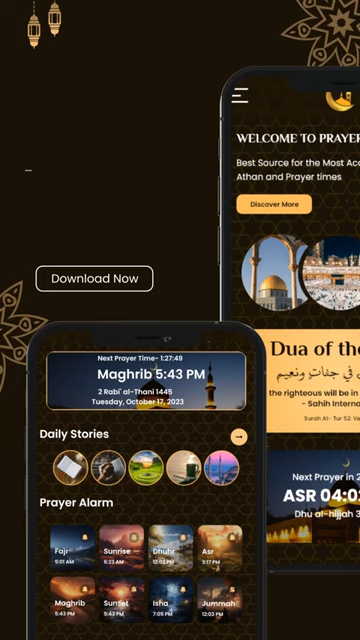 WELCOME TO PRAYER
Best Source for the Most Acc
Athan and Prayer times
Discover More
Download Now
Dua of the
في جنات ونعيم
the righteous will be in
- Sahih Interna
Surah At- Tur 52: Ve
Next Prayer in 2
ASR 04:0
Dhu al-hijjah 3
Next Prayer Time- 1:27:49
Maghrib 5:43 PM
2 Rabi' al-Thani 1445
Tuesday, October 17, 2023
Daily Stories
Prayer Alarm
Fajr
5:01 AM
Sunrise
6:23 AM
Dhuhr
12:03 PM
Asr
3:17 PM
Maghrib
5:43 PM
Sunset
5:43 PM
Isha
7:05 PM
Jummah
12:03 PM